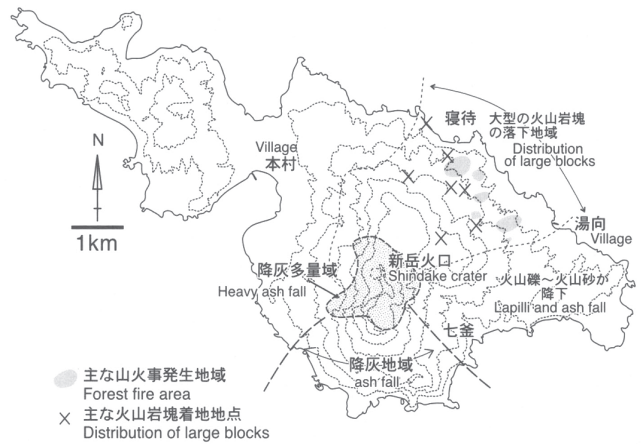 寝待
大型の火山岩塊
の落下地域
Distribution
of large blocks
Village
本村
N
1km
湯向
Village
新岳火口
Shindake crater
降灰多量域
Heavy ash fall
火山礫～火山砂が
降下
Lapilli and ash fall
七釜
降灰地域
ash fall
主な山火事発生地域
Forest fire area
× 主な火山岩塊着地地点
Distribution of large blocks